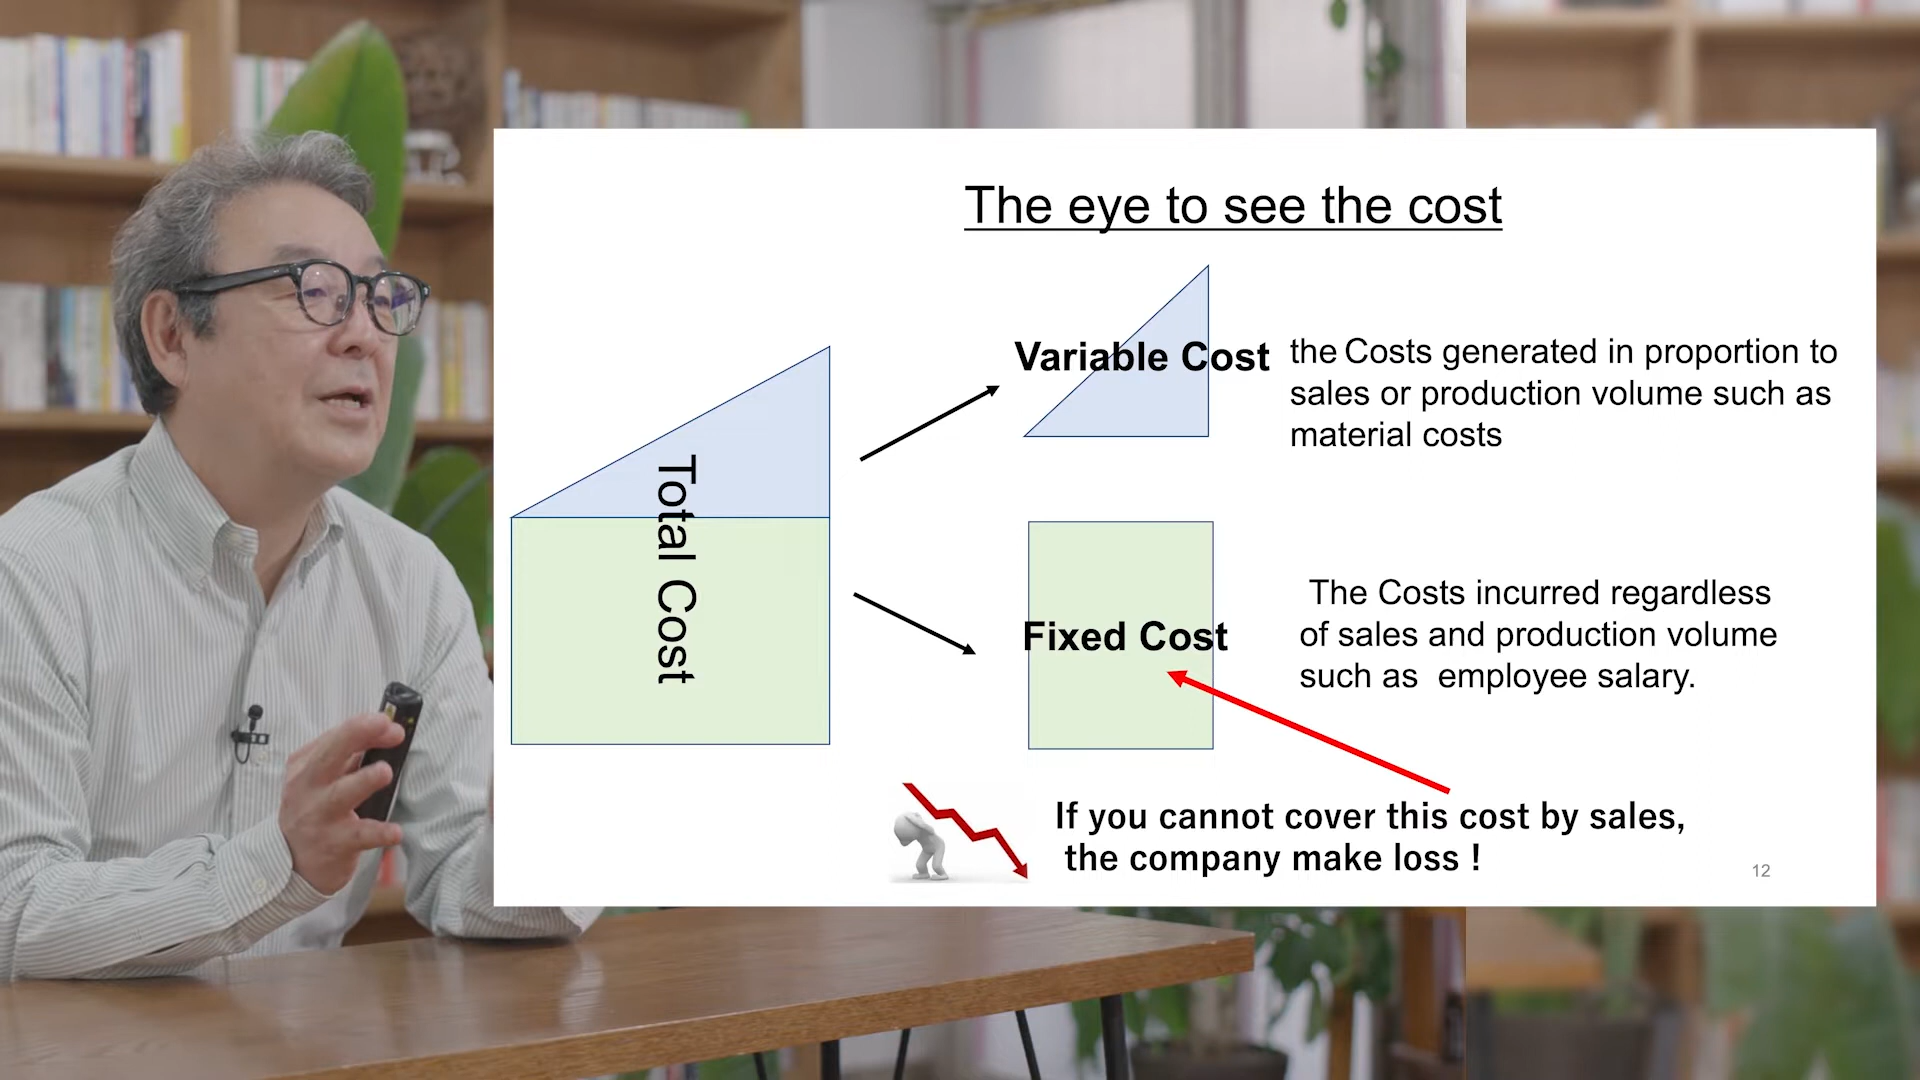 The eye to see the cost
Total Cost
Variable Cost
the Costs generated in proportion to
sales or production volume such as
material costs
Fixed Cost
The Costs incurred regardless
of sales and production volume
such as employee salary.
If you cannot cover this cost by sales,
the company make loss !
12